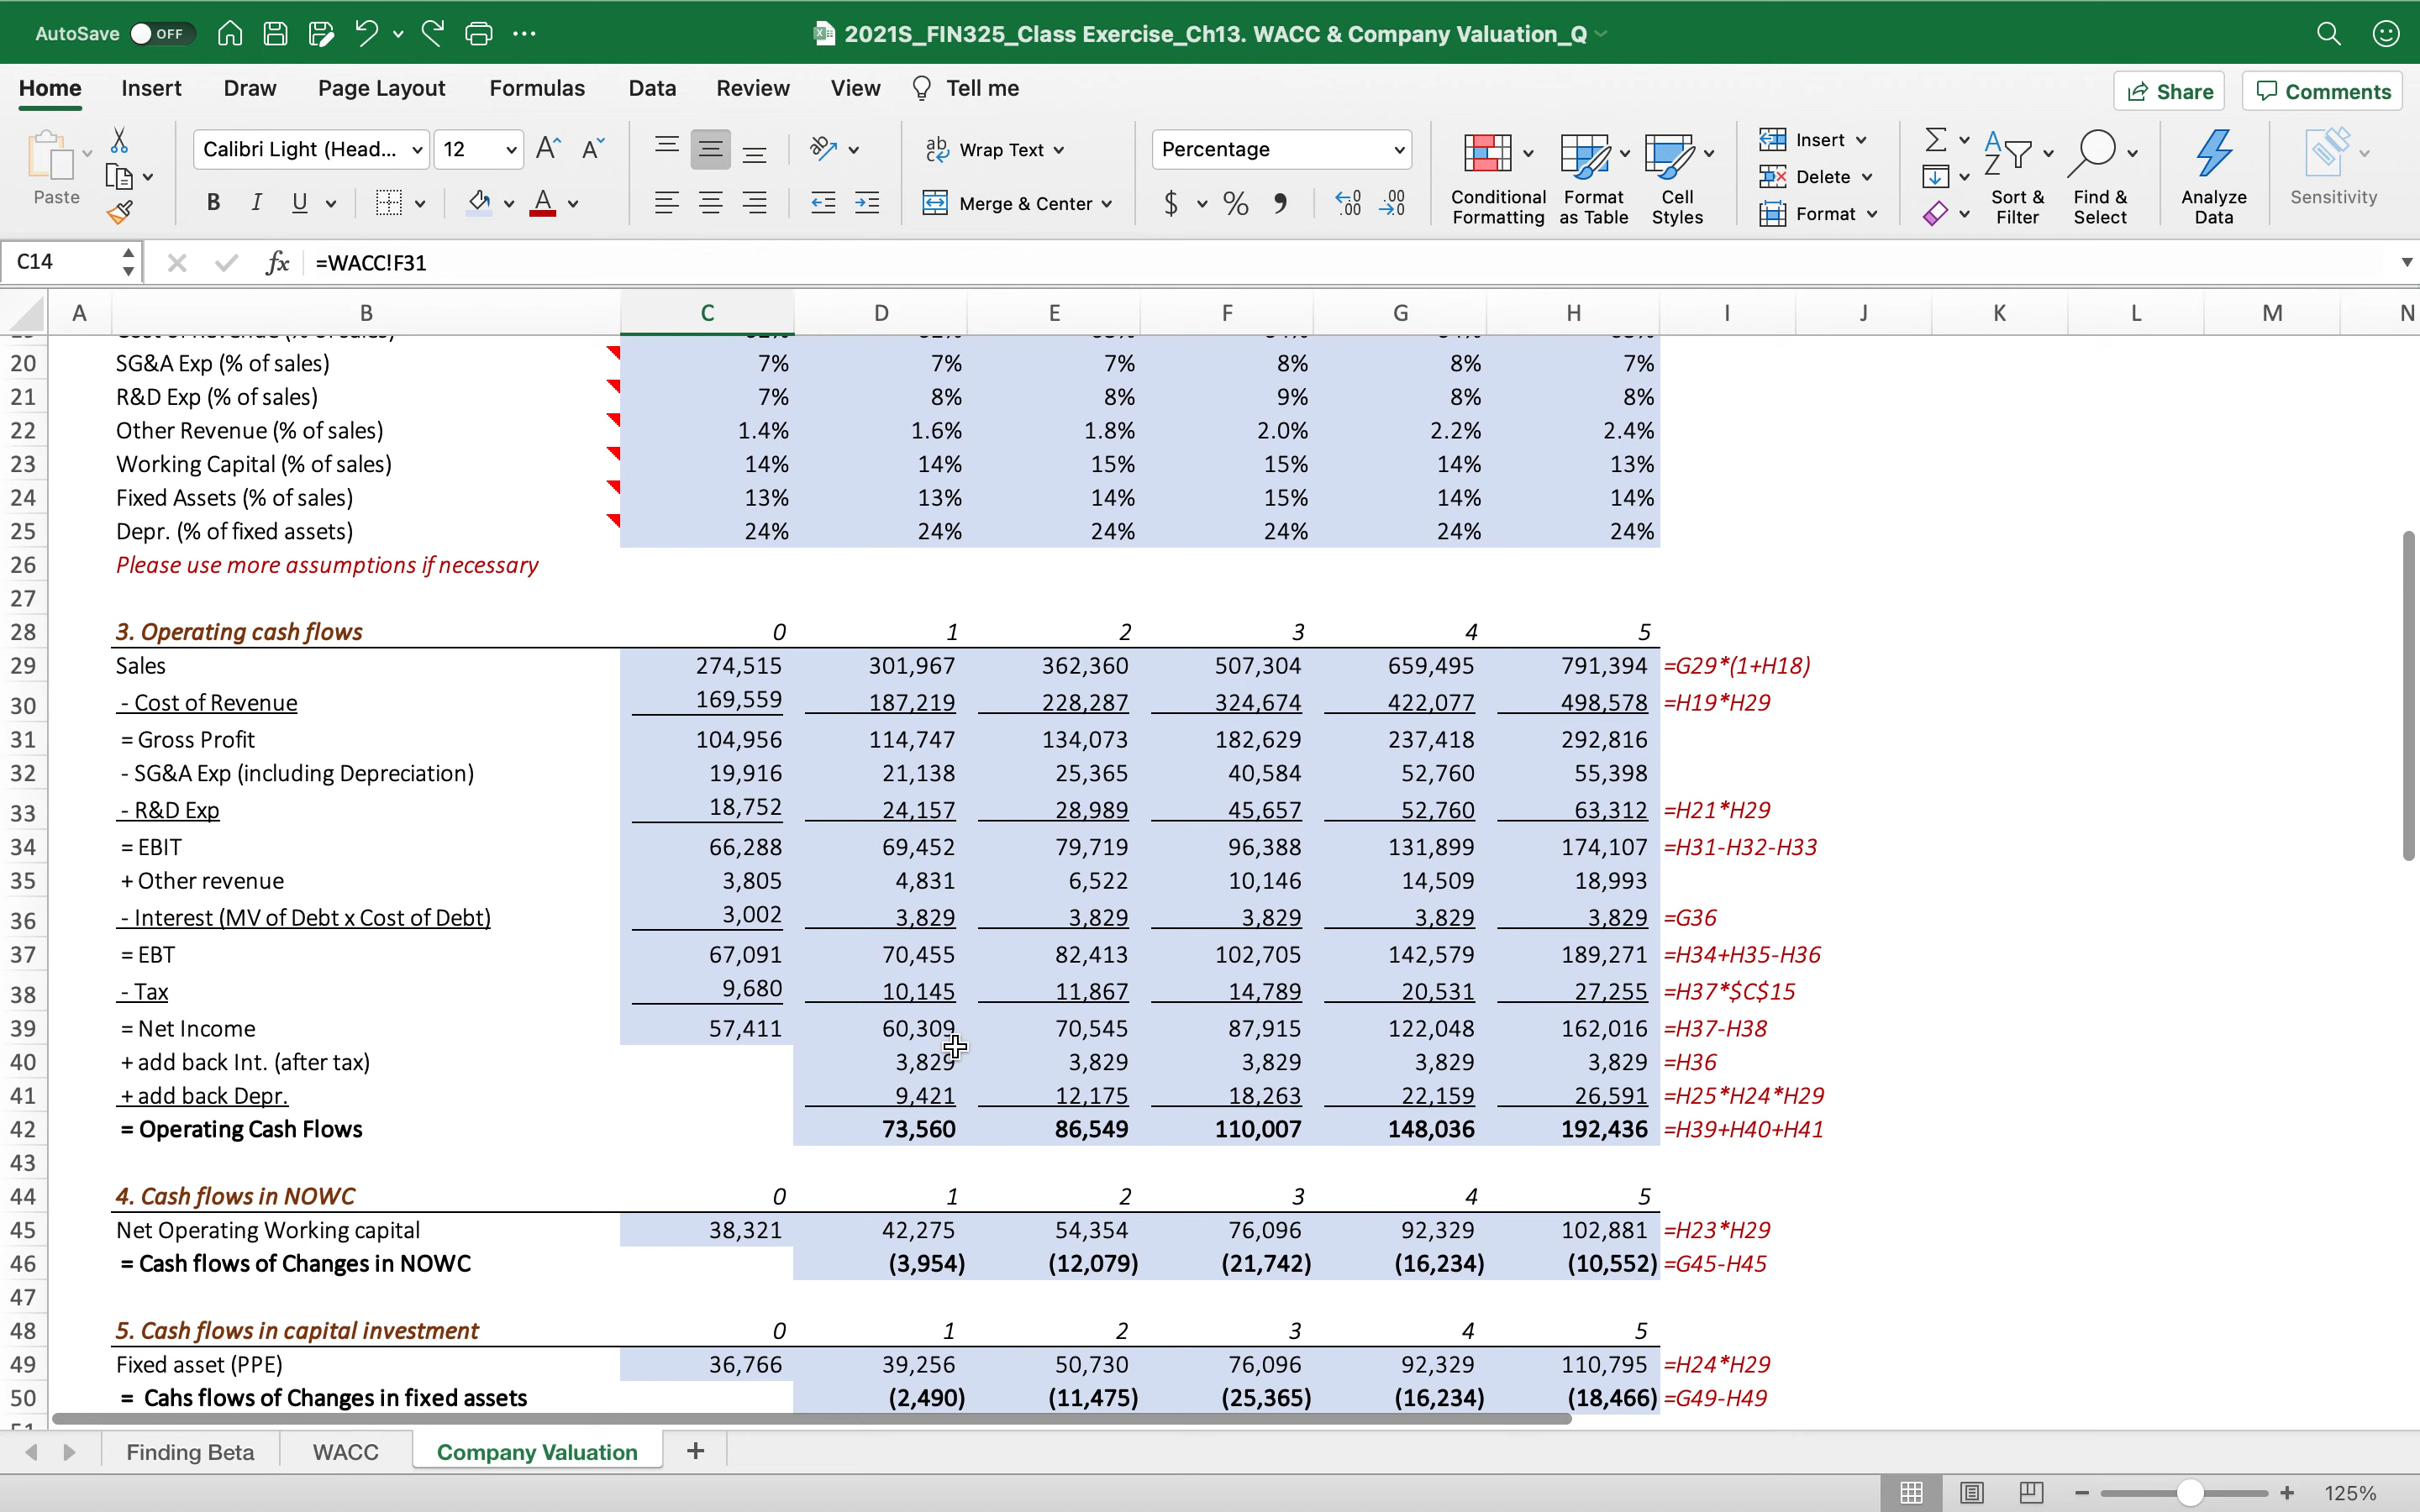 AutoSave OFF 2021S_FIN325_Class Exercise_Ch13. WACC & Company Valuation_Q
Home Insert Draw Page Layout Formulas Data Review View Tell me Share Comments
Paste Calibri Light (Head... 12 A A Wrap Text Percentage Insert
B I U A Merge & Center $ % Delete Format
Conditional Formatting Format as Table Cell Styles Sort & Filter Find & Select Analyze Data Sensitivity
C14 fx =WACC!F31
A B C D E F G H I J K L M N
20 SG&A Exp (% of sales) 7% 7% 7% 8% 8% 7%
21 R&D Exp (% of sales) 7% 8% 8% 9% 8% 8%
22 Other Revenue (% of sales) 1.4% 1.6% 1.8% 2.0% 2.2% 2.4%
23 Working Capital (% of sales) 14% 14% 15% 15% 14% 13%
24 Fixed Assets (% of sales) 13% 13% 14% 15% 14% 14%
25 Depr. (% of fixed assets) 24% 24% 24% 24% 24% 24%
26 Please use more assumptions if necessary
27
28 3. Operating cash flows 0 1 2 3 4 5
29 Sales 274,515 301,967 362,360 507,304 659,495 791,394 =G29*(1+H18)
30 - Cost of Revenue 169,559 187,219 228,287 324,674 422,077 498,578 =H19*H29
31 = Gross Profit 104,956 114,747 134,073 182,629 237,418 292,816
32 - SG&A Exp (including Depreciation) 19,916 21,138 25,365 40,584 52,760 55,398
33 - R&D Exp 18,752 24,157 28,989 45,657 52,760 63,312 =H21*H29
34 = EBIT 66,288 69,452 79,719 96,388 131,899 174,107 =H31-H32-H33
35 + Other revenue 3,805 4,831 6,522 10,146 14,509 18,993
36 - Interest (MV of Debt x Cost of Debt) 3,002 3,829 3,829 3,829 3,829 3,829 =G36
37 = EBT 67,091 70,455 82,413 102,705 142,579 189,271 =H34+H35-H36
38 - Tax 9,680 10,145 11,867 14,789 20,531 27,255 =H37*$C$15
39 = Net Income 57,411 60,309 70,545 87,915 122,048 162,016 =H37-H38
40 + add back Int. (after tax) 3,829 3,829 3,829 3,829 3,829 =H36
41 + add back Depr. 9,421 12,175 18,263 22,159 26,591 =H25*H24*H29
42 = Operating Cash Flows 73,560 86,549 110,007 148,036 192,436 =H39+H40+H41
43
44 4. Cash flows in NOWC 0 1 2 3 4 5
45 Net Operating Working capital 38,321 42,275 54,354 76,096 92,329 102,881 =H23*H29
46 = Cash flows of Changes in NOWC (3,954) (12,079) (21,742) (16,234) (10,552) =G45-H45
47
48 5. Cash flows in capital investment 0 1 2 3 4 5
49 Fixed asset (PPE) 36,766 39,256 50,730 76,096 92,329 110,795 =H24*H29
50 = Cahs flows of Changes in fixed assets (2,490) (11,475) (25,365) (16,234) (18,466) =G49-H49
Finding Beta WACC Company Valuation +
125%